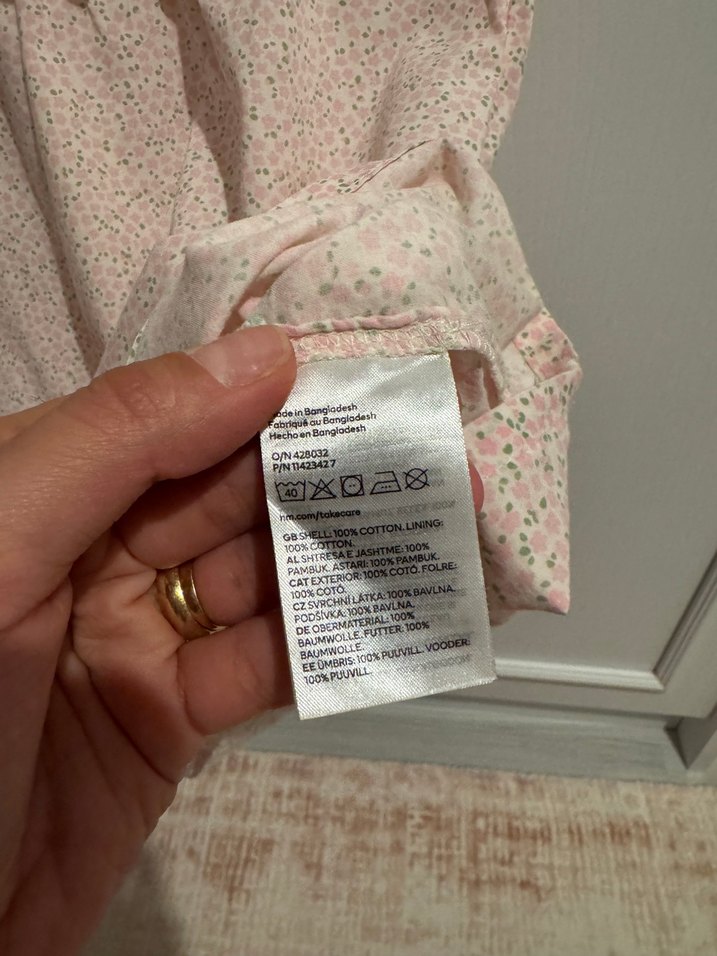 in Bangladesh
Fabriqué au Bangladesh
Hecho en Bangladesh
O/N 428032
P/N 11423427
40
hm.com/takecare
GB SHELL: 100% COTTON. LINING:
100% COTTON.
AL SHTRESA E JASHTME: 100%
PAMBUK. ASTARI: 100% PAMBUK.
CAT EXTERIOR: 100% COTÓ. FOLRE:
100% COTÓ.
CZ SVRCHNÍ LÁTKA: 100% BAVLNA.
PODŠÍVKA: 100% BAVLNA.
DE OBERMATERIAL: 100%
BAUMWOLLE. FUTTER: 100%
BAUMWOLLE.
EE ÜMBRIS: 100% PUUVILL. VOODER:
100% PUUVILL.